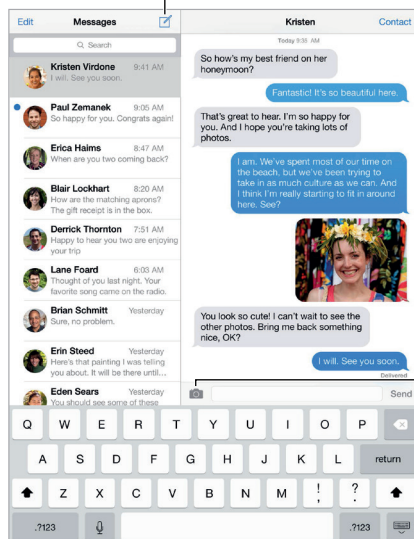 Edit Messages
Search
Kristen Virdone 9:41 AM
I will. See you soon.
Paul Zemanek 9:05 AM
So happy for you. Congrats again!
Erica Haims 8:47 AM
When are you two coming back?
Blair Lockhart 8:20 AM
How are the matching aprons?
The gift receipt is in the box.
Derrick Thornton 7:51 AM
Happy to hear you two are enjoying
your trip
Lane Foard 6:03 AM
Thought of you last night. Your
favorite song came on the radio.
Brian Schmitt Yesterday
Sure, no problem.
Erin Steed Yesterday
Here's that painting I was telling
you about. It will be there until...
Eden Sears Yesterday
You should see some of these
Kristen Contact
Today 9:35 AM
So how's my best friend on her
honeymoon?
Fantastic! It's so beautiful here.
That's great to hear. I'm so happy for
you. And I hope you're taking lots of
photos.
I am. We've spent most of our time on
the beach, but we've been trying to
take in as much culture as we can. And
I think I'm really starting to fit in around
here. See?
You look so cute! I can't wait to see the
other photos. Bring me back something
nice, OK?
I will. See you soon.
Delivered
Send
Q W E R T Y U I O P
A S D F G H J K L return
Z X C V B N M ! , ? .
.?123 .?123